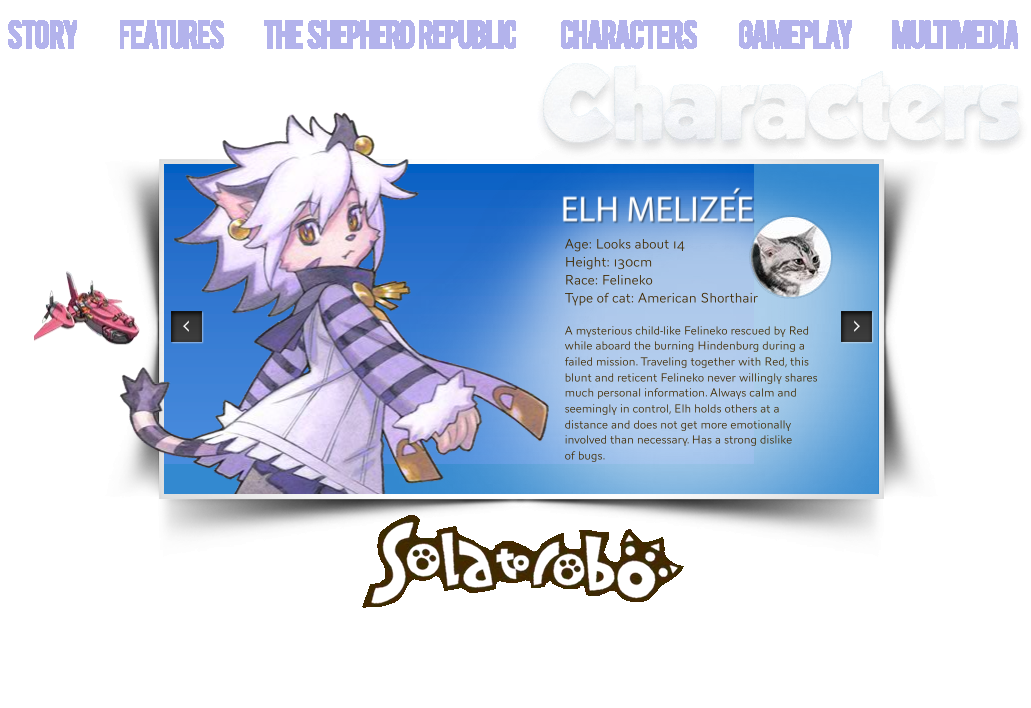 STORY FEATURES THE SHEPHERD REPUBLIC CHARACTERS GAMEPLAY MULTIMEDIA
Characters
ELH MELIZÉE
Age: Looks about 14
Height: 130cm
Race: Felineko
Type of cat: American Shorthair
A mysterious child-like Felineko rescued by Red
while aboard the burning Hindenburg during a
failed mission. Traveling together with Red, this
blunt and reticent Felineko never willingly shares
much personal information. Always calm and
seemingly in control, Elh holds others at a
distance and does not get more emotionally
involved than necessary. Has a strong dislike
of bugs.
Solatorobo